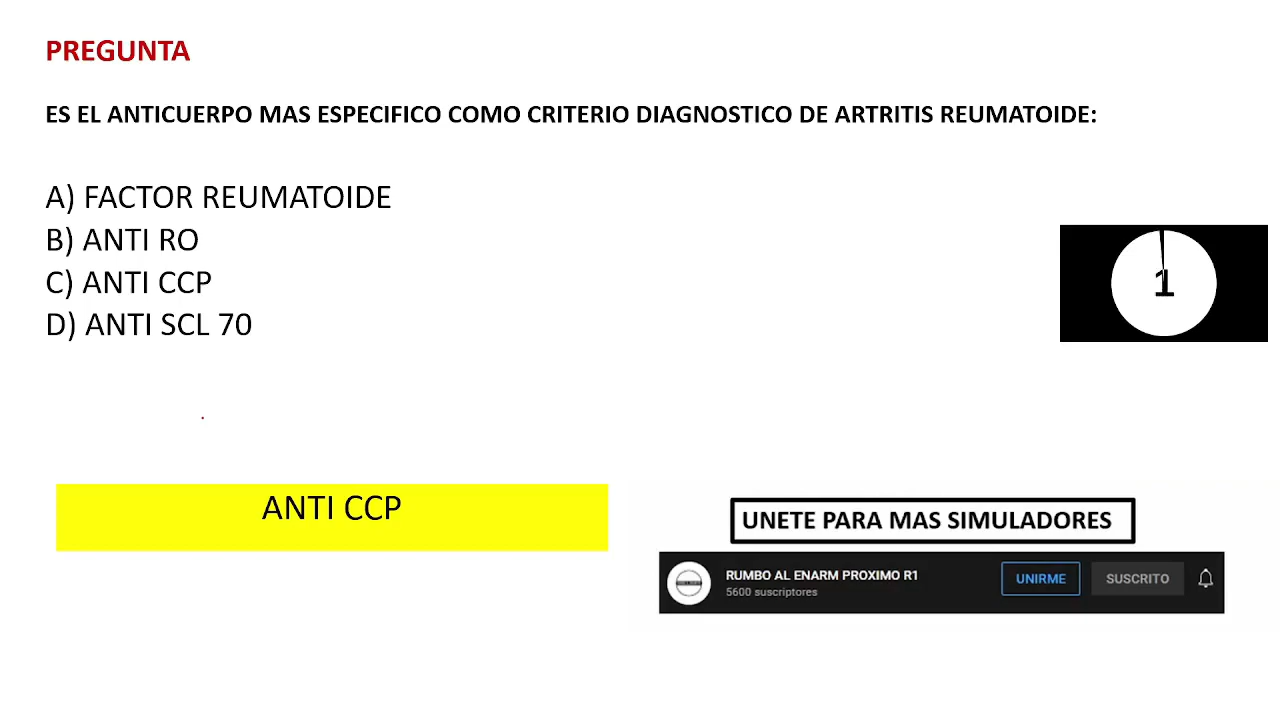 PREGUNTA
ES EL ANTICUERPO MAS ESPECIFICO COMO CRITERIO DIAGNOSTICO DE ARTRITIS REUMATOIDE:
A) FACTOR REUMATOIDE
B) ANTI RO
C) ANTI CCP
D) ANTI SCL 70
1
ANTI CCP
UNETE PARA MAS SIMULADORES
RUMBO AL ENARM PROXIMO R1
5600 suscriptores
UNIRME
SUSCRITO